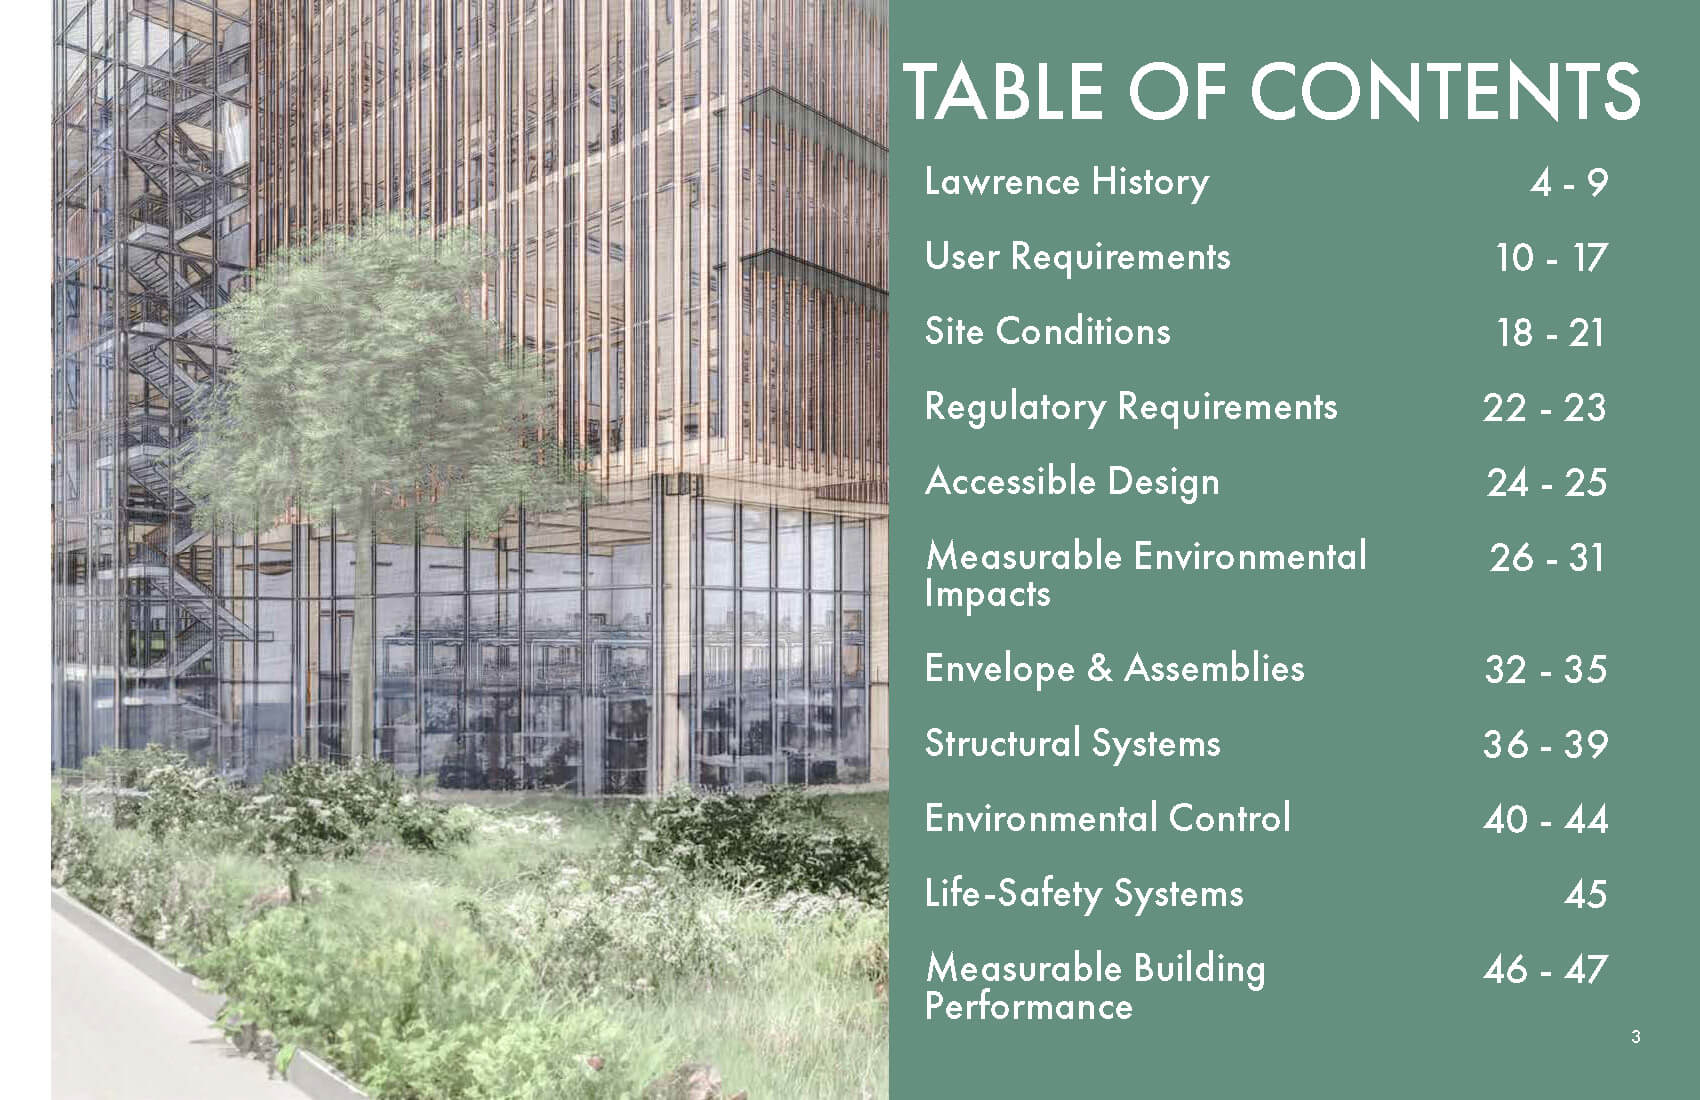 TABLE OF CONTENTS
Lawrence History 4 - 9
User Requirements 10 - 17
Site Conditions 18 - 21
Regulatory Requirements 22 - 23
Accessible Design 24 - 25
Measurable Environmental 26 - 31
Impacts
Envelope & Assemblies 32 - 35
Structural Systems 36 - 39
Environmental Control 40 - 44
Life-Safety Systems 45
Measurable Building 46 - 47
Performance
3